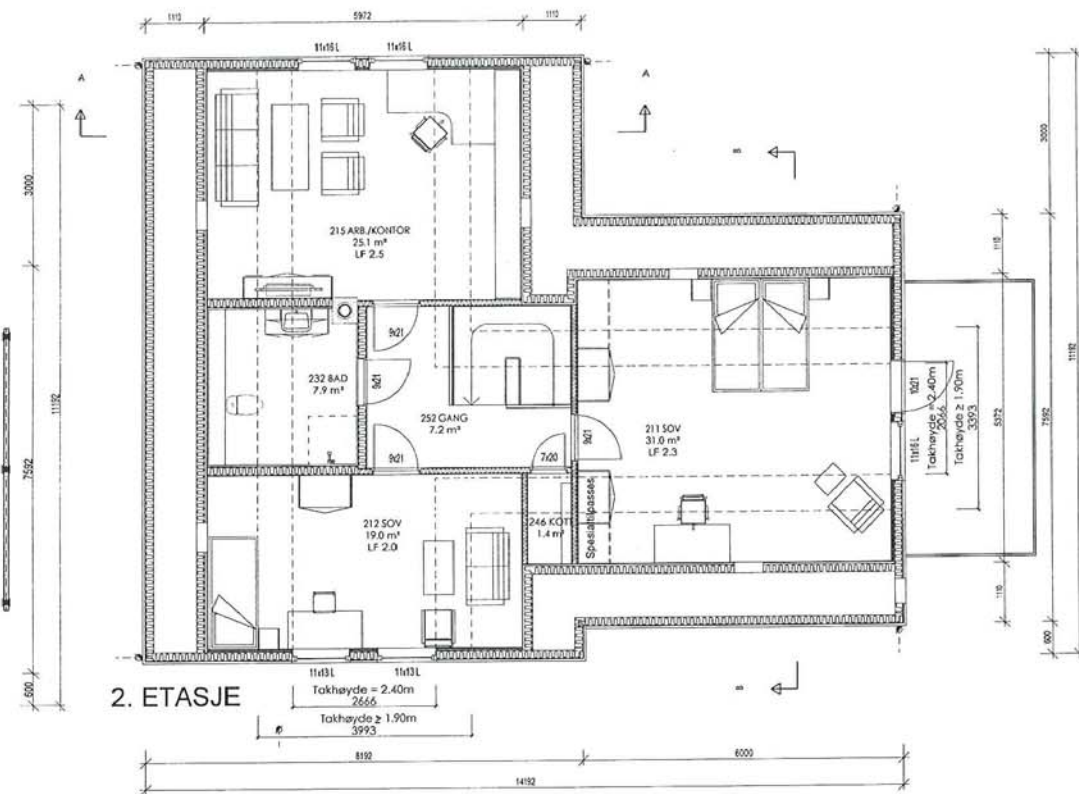 1110
5972
1110
11x16 L
11x16 L
A
A
3000
3000
∞
215 ARB./KONTOR
25.1 m²
LF 2.5
1110
9x21
232 BAD
7.9 m²
9x21
252 GANG
7.2 m²
9x21
7x20
9x21
211 SOV
31.0 m²
LF 2.3
10x21
11x16 L
Takhøyde = 2.40m
2066
Takhøyde ≥ 1.90m
3393
5372
7592
11192
11192
7592
212 SOV
19.0 m²
LF 2.0
246 KOTT
1.4 m²
Spesialtilpasses
1110
600
600
11x13 L
11x13 L
2. ETASJE
Takhøyde = 2.40m
2666
Takhøyde ≥ 1.90m
3993
∞
8192
6000
14192